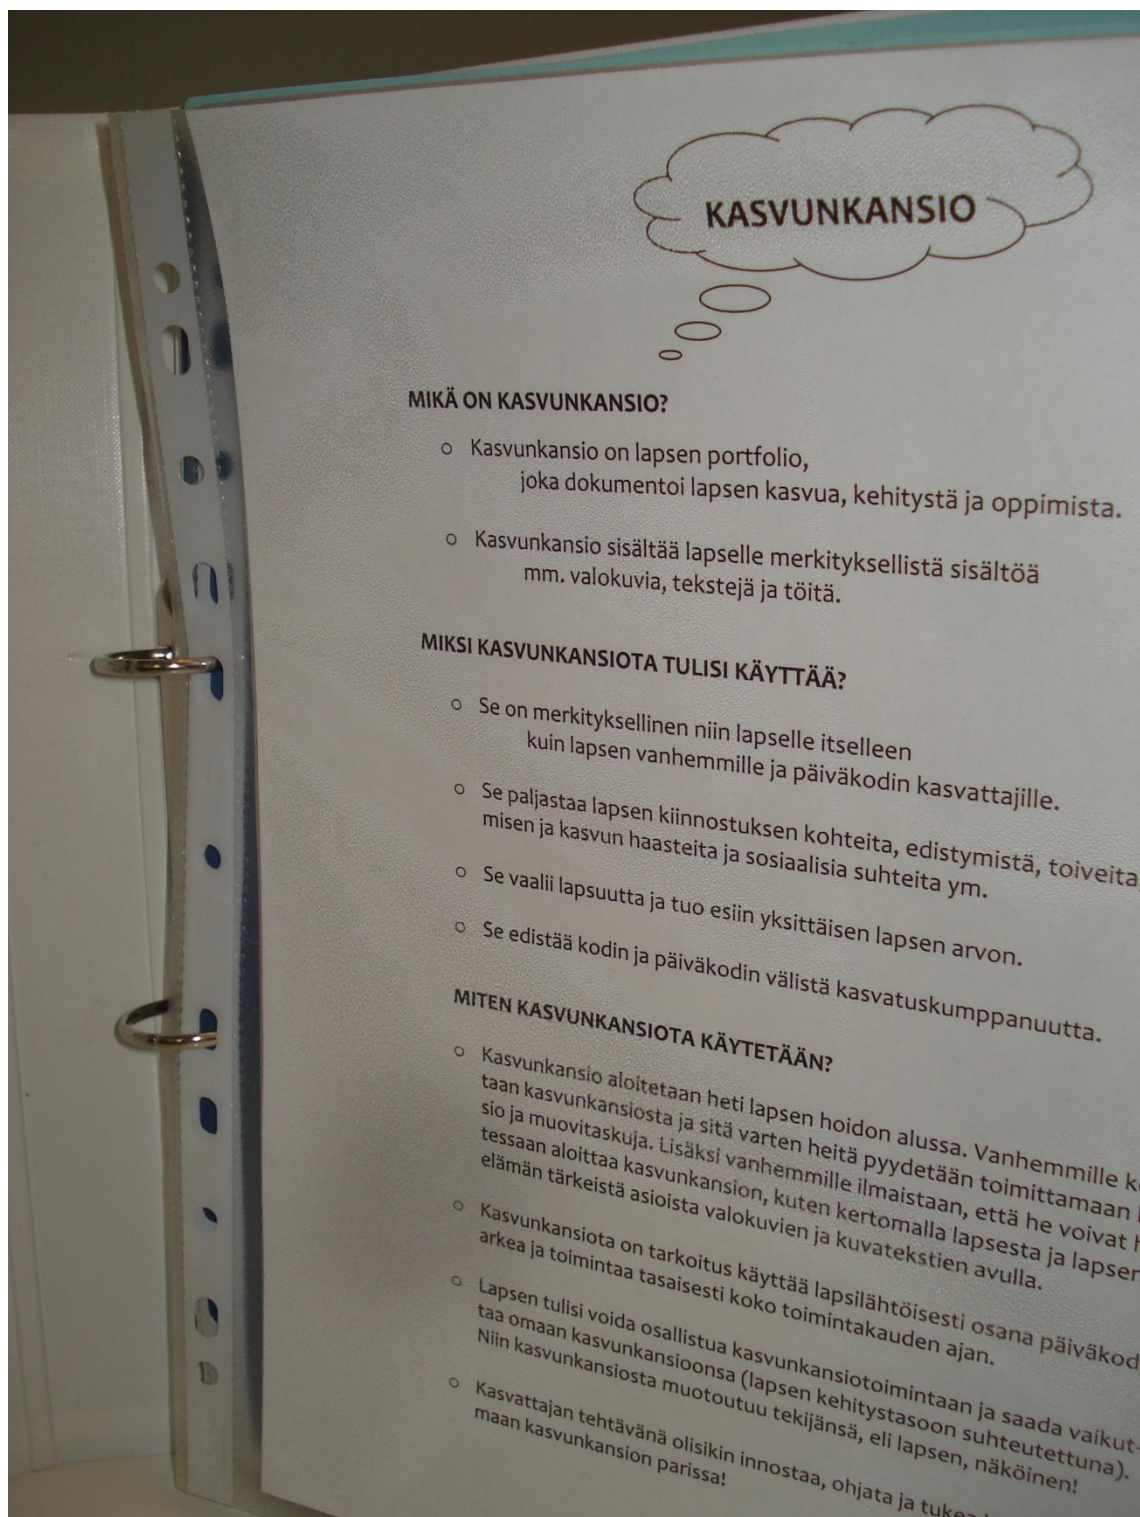 KASVUNKANSIO
MIKÄ ON KASVUNKANSIO?
○ Kasvunkansio on lapsen portfolio,
joka dokumentoi lapsen kasvua, kehitystä ja oppimista.
○ Kasvunkansio sisältää lapselle merkityksellistä sisältöä
mm. valokuvia, tekstejä ja töitä.
MIKSI KASVUNKANSIOTA TULISI KÄYTTÄÄ?
○ Se on merkityksellinen niin lapselle itselleen
kuin lapsen vanhemmille ja päiväkodin kasvattajille.
○ Se paljastaa lapsen kiinnostuksen kohteita, edistymistä, toiveita,
misen ja kasvun haasteita ja sosiaalisia suhteita ym.
○ Se vaalii lapsuutta ja tuo esiin yksittäisen lapsen arvon.
○ Se edistää kodin ja päiväkodin välistä kasvatuskumppanuutta.
MITEN KASVUNKANSIOTA KÄYTETÄÄN?
○ Kasvunkansio aloitetaan heti lapsen hoidon alussa. Vanhemmille
taan kasvunkansiosta ja sitä varten heitä pyydetään toimittamaan
sio ja muovitaskuja. Lisäksi vanhemmille ilmaistaan, että he voivat
tessaan aloittaa kasvunkansion, kuten kertomalla lapsesta ja lapsen
elämän tärkeistä asioista valokuvien ja kuvatekstien avulla.
○ Kasvunkansiota on tarkoitus käyttää lapsilähtöisesti osana päiväkod
arkea ja toimintaa tasaisesti koko toimintakauden ajan.
○ Lapsen tulisi voida osallistua kasvunkansiotoimintaan ja saada vaikut-
taa omaan kasvunkansioonsa (lapsen kehitystasoon suhteutettuna).
Niin kasvunkansiosta muotoutuu tekijänsä, eli lapsen, näköinen!
○ Kasvattajan tehtävänä olisikin innostaa, ohjata ja tukea
maan kasvunkansion parissa!